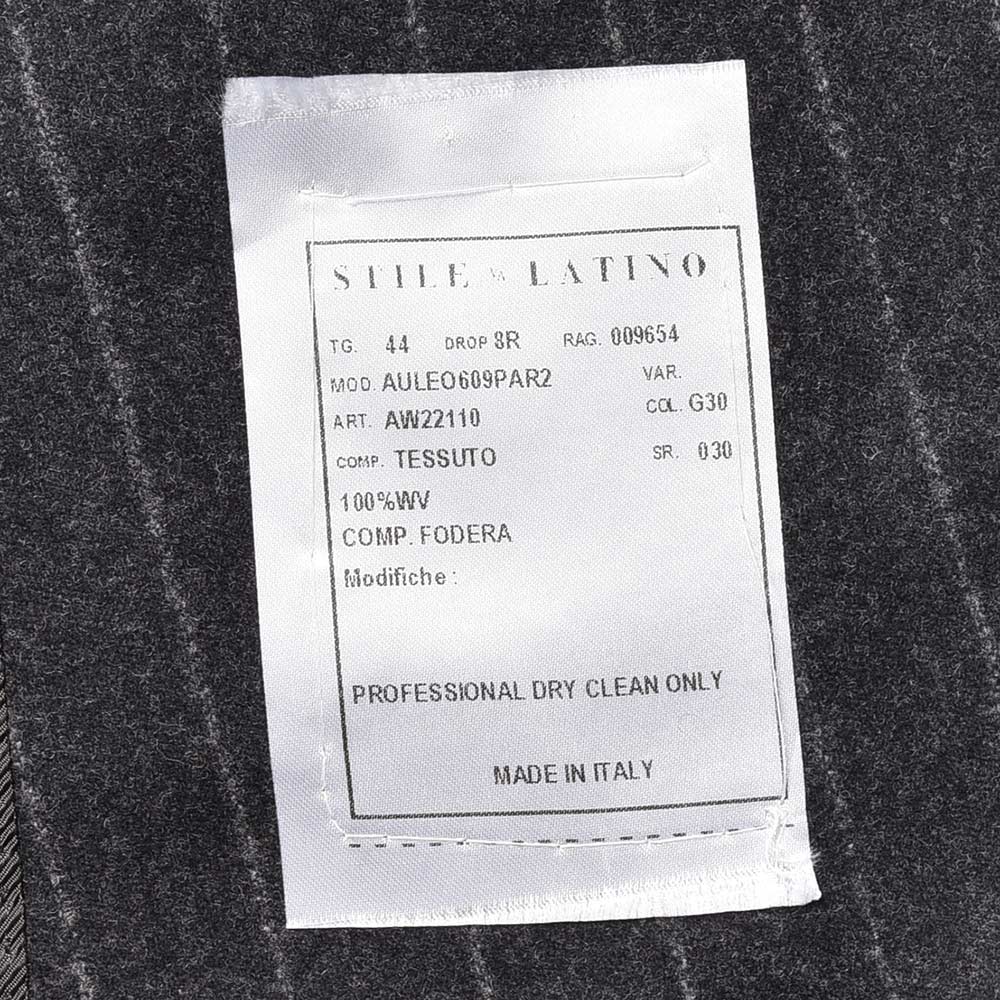 STILE LATINO
TG. 44 DROP 8R RAG. 009654
MOD. AULEO609PAR2 VAR.
ART. AW22110 COL. G30
COMP. TESSUTO SR. 030
100%WV
COMP. FODERA
Modifiche :
PROFESSIONAL DRY CLEAN ONLY
MADE IN ITALY